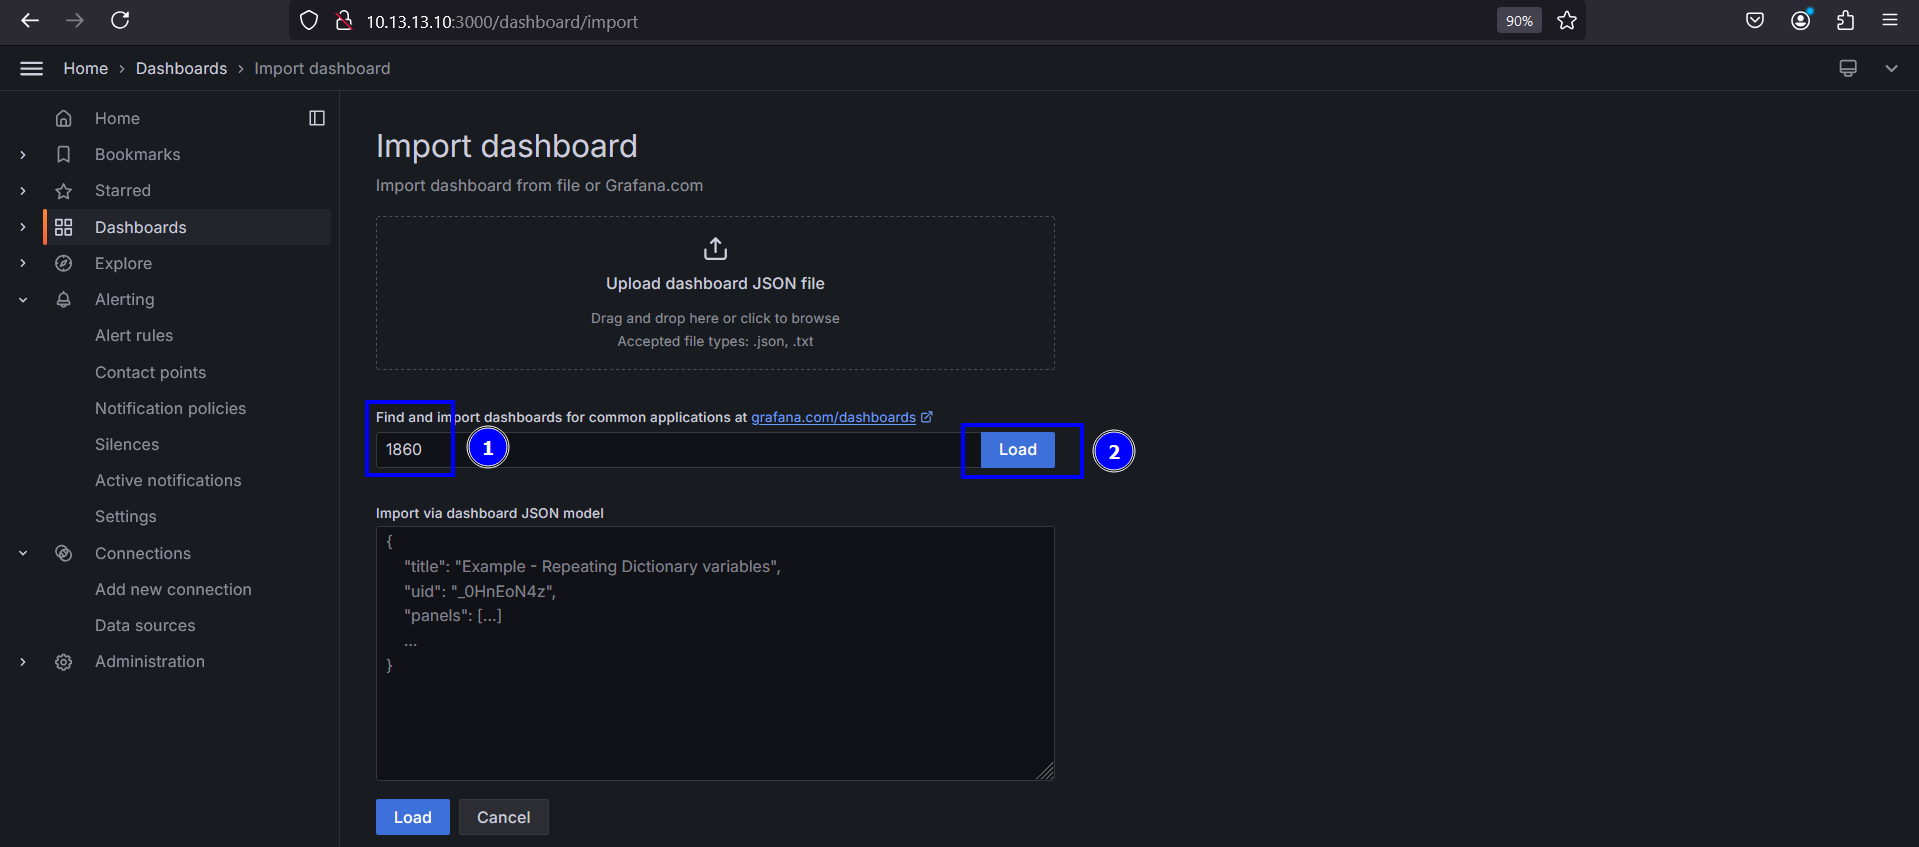 10.13.13.10:3000/dashboard/import
90%
Home › Dashboards › Import dashboard
Home
Bookmarks
Starred
Dashboards
Explore
Alerting
Alert rules
Contact points
Notification policies
Silences
Active notifications
Settings
Connections
Add new connection
Data sources
Administration
Import dashboard
Import dashboard from file or Grafana.com
Upload dashboard JSON file
Drag and drop here or click to browse
Accepted file types: .json, .txt
Find and import dashboards for common applications at grafana.com/dashboards
1860
1
Load
2
Import via dashboard JSON model
{
"title": "Example - Repeating Dictionary variables",
"uid": "_0HnEoN4z",
"panels": [...]
...
}
Load
Cancel